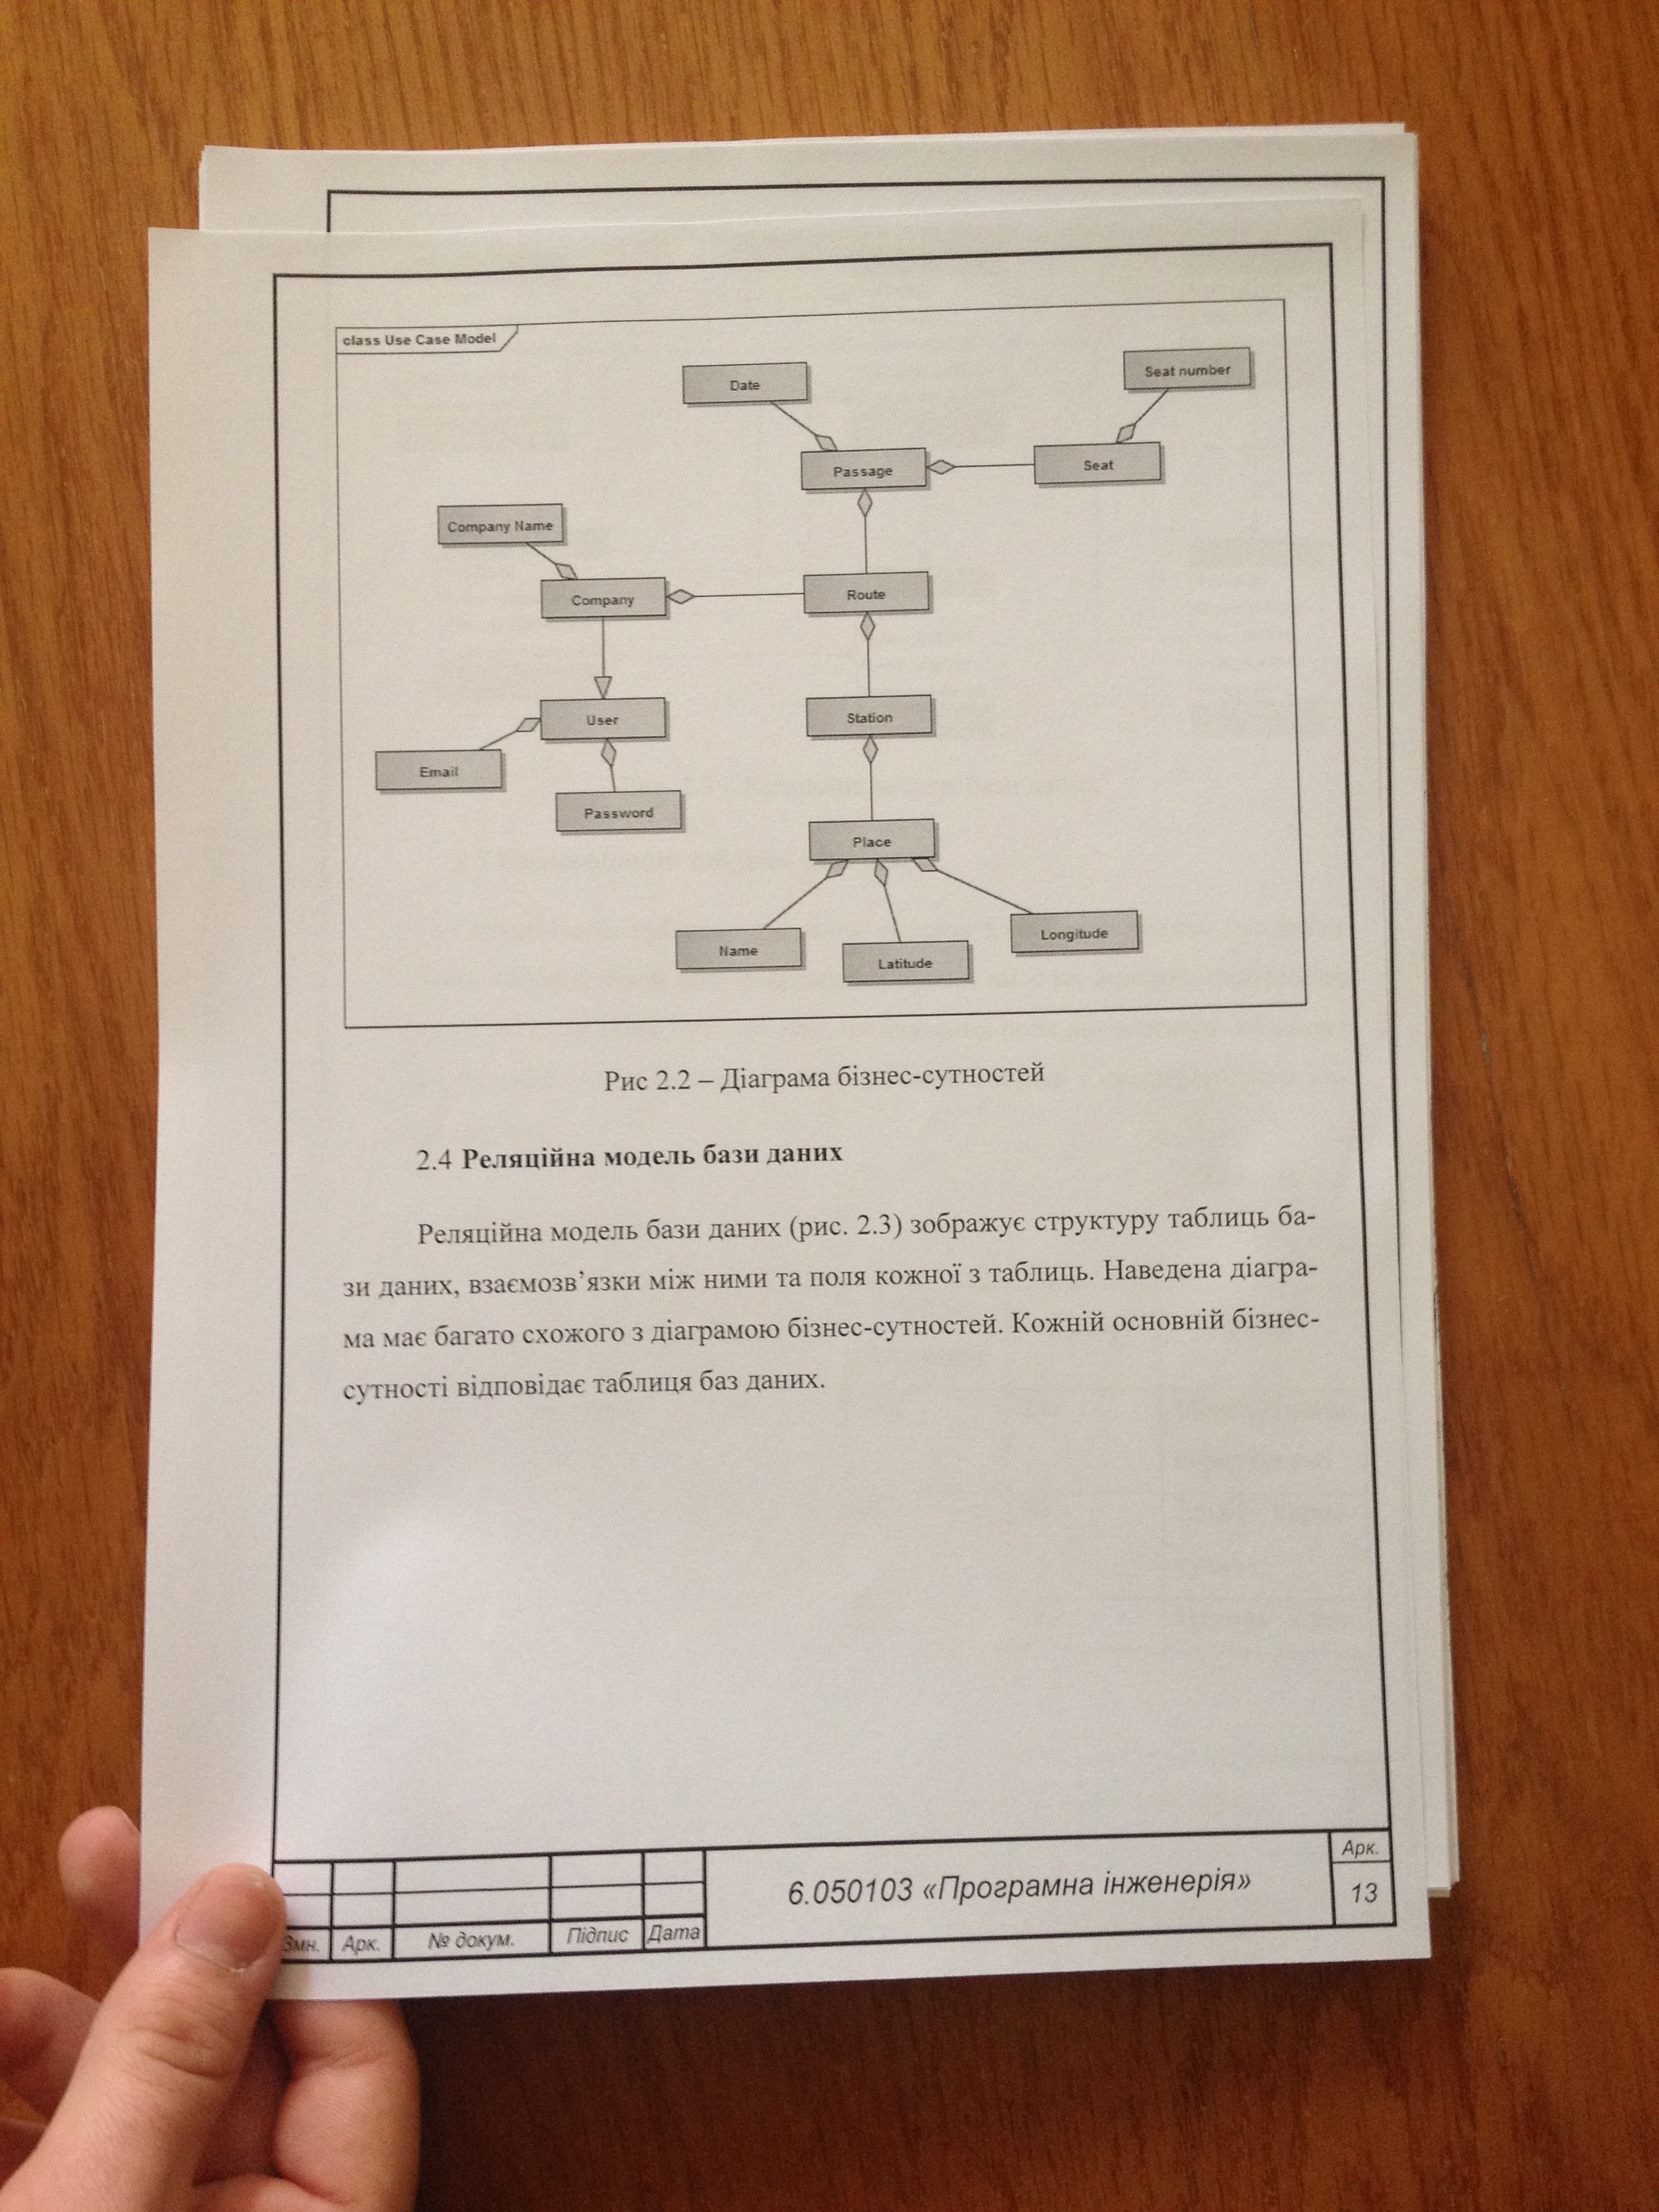 class Use Case Model
Seat number
Date
Seat
Passage
Company Name
Company
Route
User
Station
Email
Password
Place
Name
Latitude
Longitude
Рис 2.2 – Діаграма бізнес-сутностей
2.4 Реляційна модель бази даних
Реляційна модель бази даних (рис. 2.3) зображує структуру таблиць ба-
зи даних, взаємозв’язки між ними та поля кожної з таблиць. Наведена діагра-
ма має багато схожого з діаграмою бізнес-сутностей. Кожній основній бізнес-
сутності відповідає таблиця баз даних.
6.050103 «Програмна інженерія»
Арк.
13
Змн. Арк. № докум. Підпис Дата